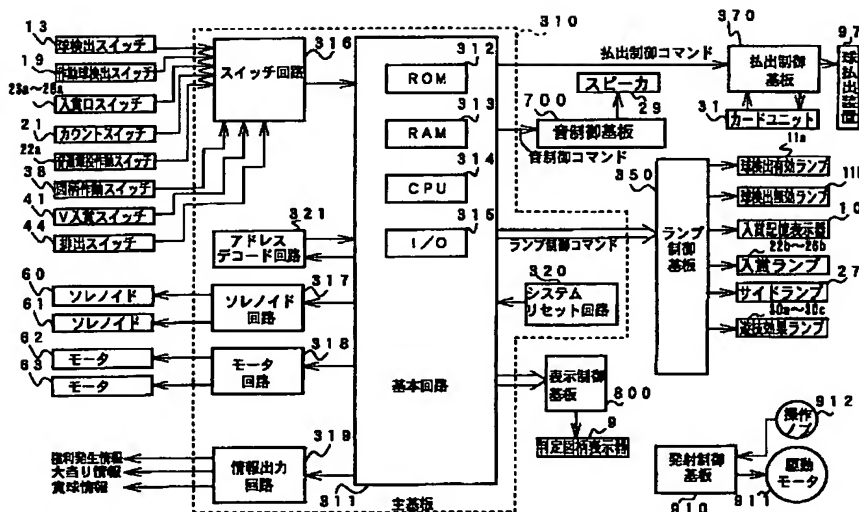 13
球検出スイッチ
19
作動球検出スイッチ
23a~26a
入賞口スイッチ
21
カウントスイッチ
22a
38
図柄作動スイッチ
41
V入賞スイッチ
44
排出スイッチ
316
スイッチ回路
321
アドレス
デコード回路
60
ソレノイド
61
ソレノイド
317
ソレノイド
回路
62
モータ
63
モータ
318
モータ
回路
権利発生情報
大当り情報
賞球情報
319
情報出力
回路
312
ROM
313
RAM
314
CPU
315
I/O
基本回路
311
主基板
310
320
システム
リセット回路
払出制御コマンド
370
払出制御
基板
97
球払出装置
31
カードユニット
スピーカ
29
700
音制御基板
音制御コマンド
350
ランプ
制御
基板
ランプ制御コマンド
11a
球検出有効ランプ
11b
球検出無効ランプ
10
入賞記憶表示器
22b~26b
入賞ランプ
27
サイドランプ
30a~30c
遊技効果ランプ
表示制御
基板
800
9
判定図柄表示器
912
操作
ノブ
発射制御
基板
910
駆動
モータ
911